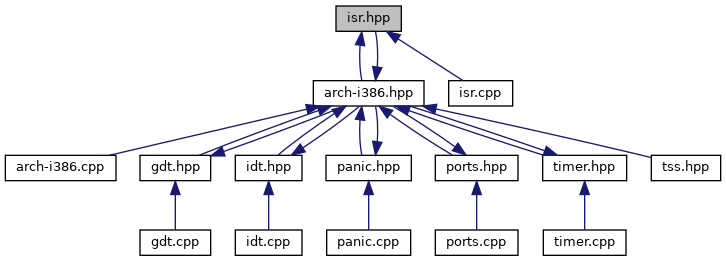 isr.hpp
arch-i386.hpp
isr.cpp
arch-i386.cpp
gdt.hpp
idt.hpp
panic.hpp
ports.hpp
timer.hpp
tss.hpp
gdt.cpp
idt.cpp
panic.cpp
ports.cpp
timer.cpp